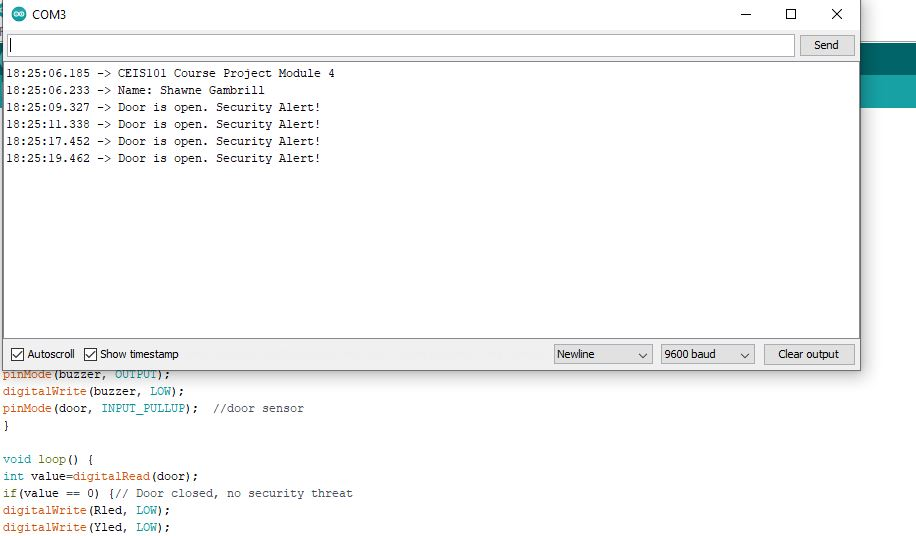 COM3
Send
18:25:06.185 -> CEIS101 Course Project Module 4
18:25:06.233 -> Name: Shawne Gambrill
18:25:09.327 -> Door is open. Security Alert!
18:25:11.338 -> Door is open. Security Alert!
18:25:17.452 -> Door is open. Security Alert!
18:25:19.462 -> Door is open. Security Alert!
Autoscroll Show timestamp Newline 9600 baud Clear output
pinMode(buzzer, OUTPUT);
digitalWrite(buzzer, LOW);
pinMode(door, INPUT_PULLUP);  //door sensor
}
void loop() {
int value=digitalRead(door);
if(value == 0) {// Door closed, no security threat
digitalWrite(Rled, LOW);
digitalWrite(Yled, LOW);